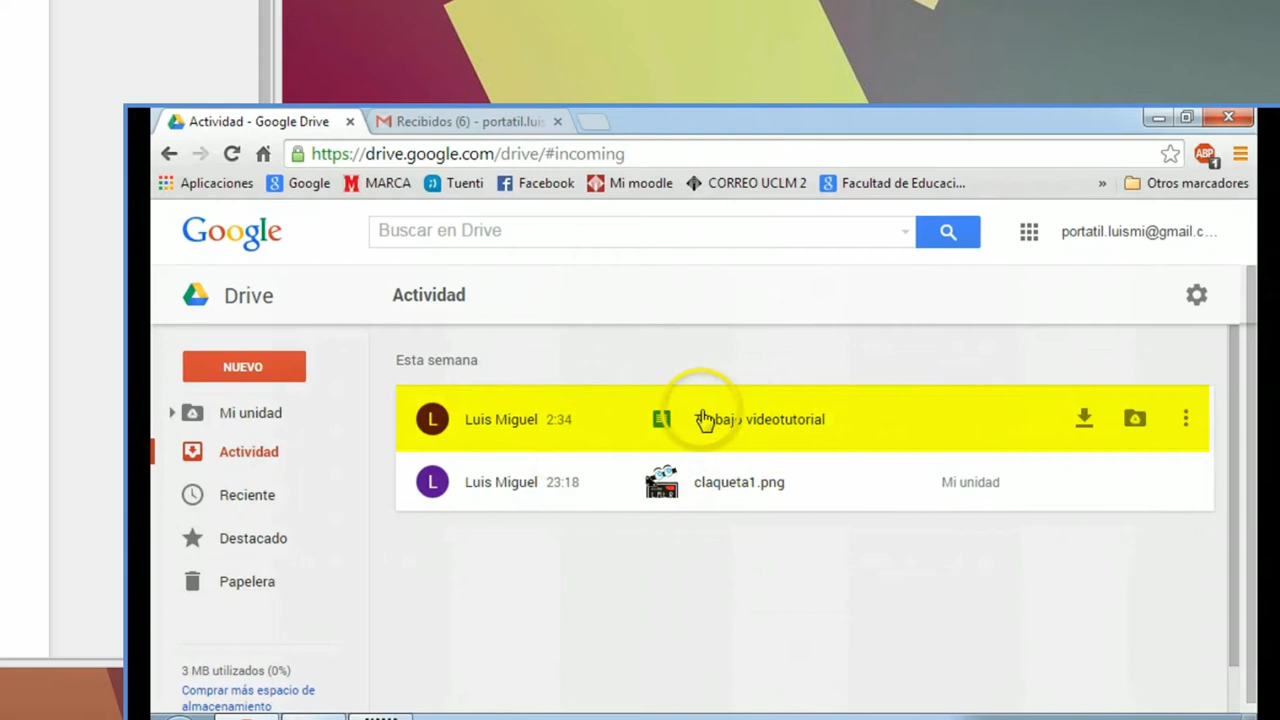 Actividad - Google Drive
Recibidos (6) - portatil.luis
https://drive.google.com/drive/#incoming
ABP
1
Aplicaciones
Google
MARCA
Tuenti
Facebook
Mi moodle
CORREO UCLM 2
Facultad de Educaci...
»
Otros marcadores
Google
Buscar en Drive
portatil.luismi@gmail.c...
Drive
Actividad
NUEVO
Mi unidad
Actividad
Reciente
Destacado
Papelera
3 MB utilizados (0%)
Comprar más espacio de
almacenamiento
Esta semana
L Luis Miguel 2:34 videotutorial
L Luis Miguel 23:18 claqueta1.png Mi unidad